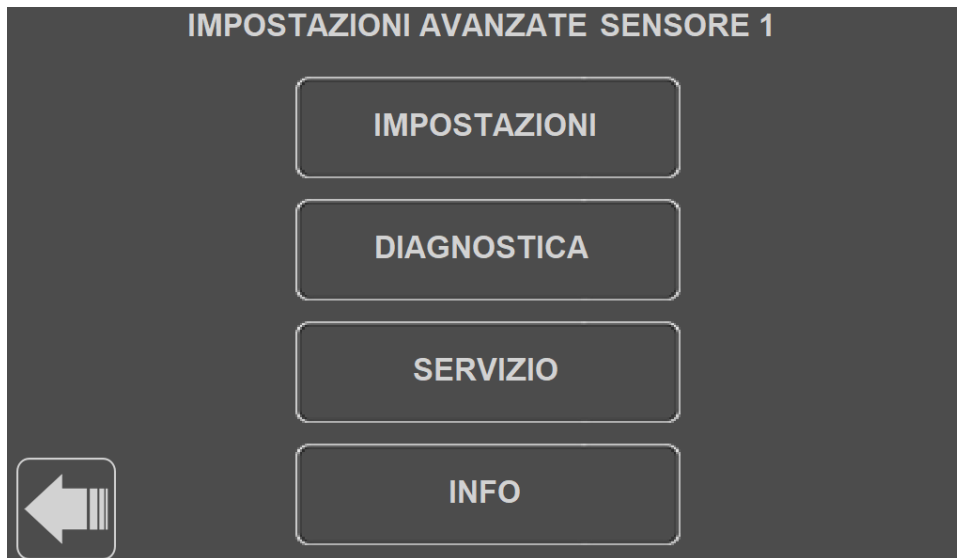 IMPOSTAZIONI AVANZATE SENSORE 1
IMPOSTAZIONI
DIAGNOSTICA
SERVIZIO
INFO